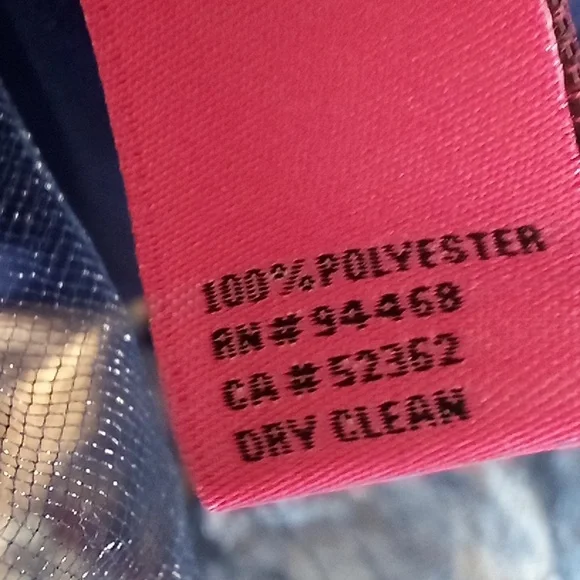 100% POLYESTER
RN# 94468
CA# 52362
DRY CLEAN